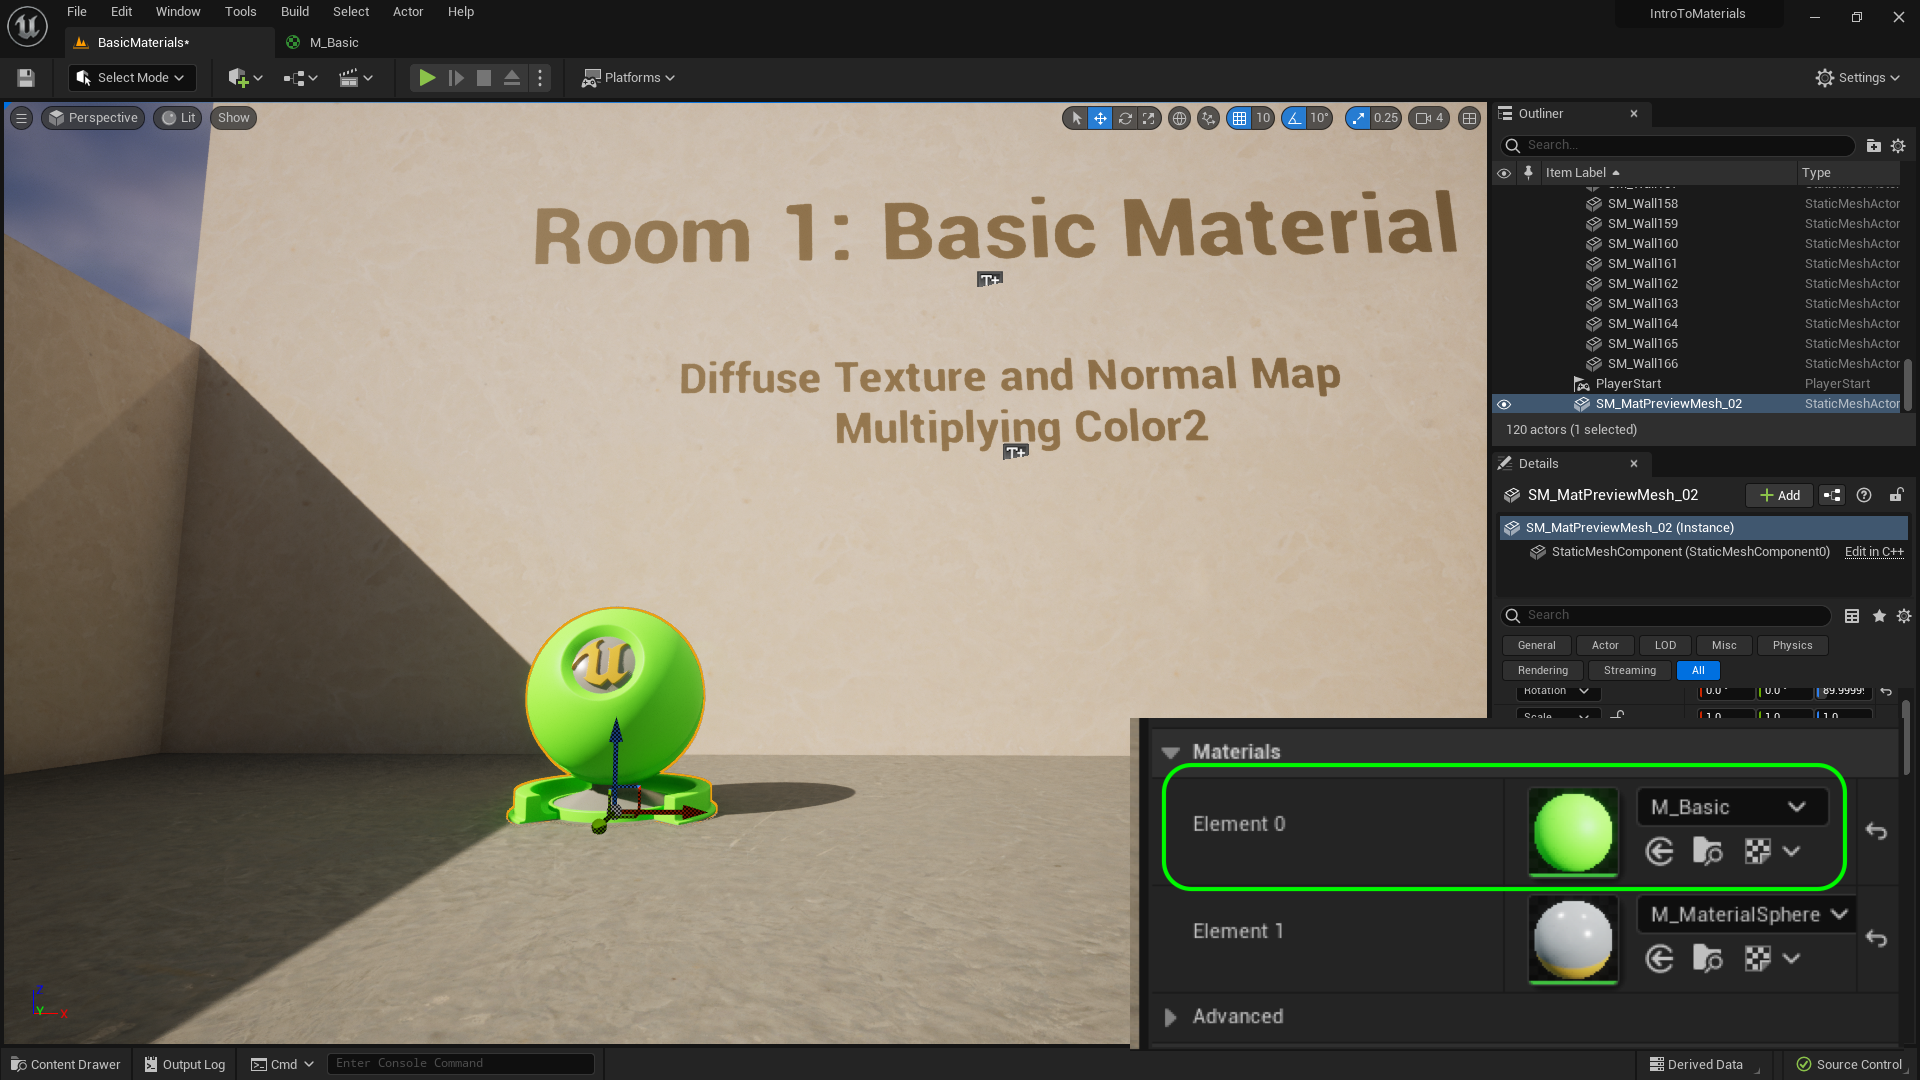 File Edit Window Tools Build Select Actor Help
IntroToMaterials
BasicMaterials*
M_Basic
Select Mode
Platforms
Settings
Perspective
Lit
Show
10
10°
0.25
4
Room 1: Basic Material
Diffuse Texture and Normal Map
Multiplying Color2
Outliner
Search...
Item Label
Type
SM_Wall158 StaticMeshActor
SM_Wall159 StaticMeshActor
SM_Wall160 StaticMeshActor
SM_Wall161 StaticMeshActor
SM_Wall162 StaticMeshActor
SM_Wall163 StaticMeshActor
SM_Wall164 StaticMeshActor
SM_Wall165 StaticMeshActor
SM_Wall166 StaticMeshActor
PlayerStart PlayerStart
SM_MatPreviewMesh_02 StaticMeshActor
120 actors (1 selected)
Details
SM_MatPreviewMesh_02
Add
SM_MatPreviewMesh_02 (Instance)
StaticMeshComponent (StaticMeshComponent0) Edit in C++
Search
General Actor LOD Misc Physics
Rendering Streaming All
Rotation 0.0° 0.0° 89.9999
Scale 1.0 1.0 1.0
Materials
Element 0
M_Basic
Element 1
M_MaterialSphere
Advanced
Z
Y
X
Content Drawer
Output Log
Cmd
Enter Console Command
Derived Data
Source Control